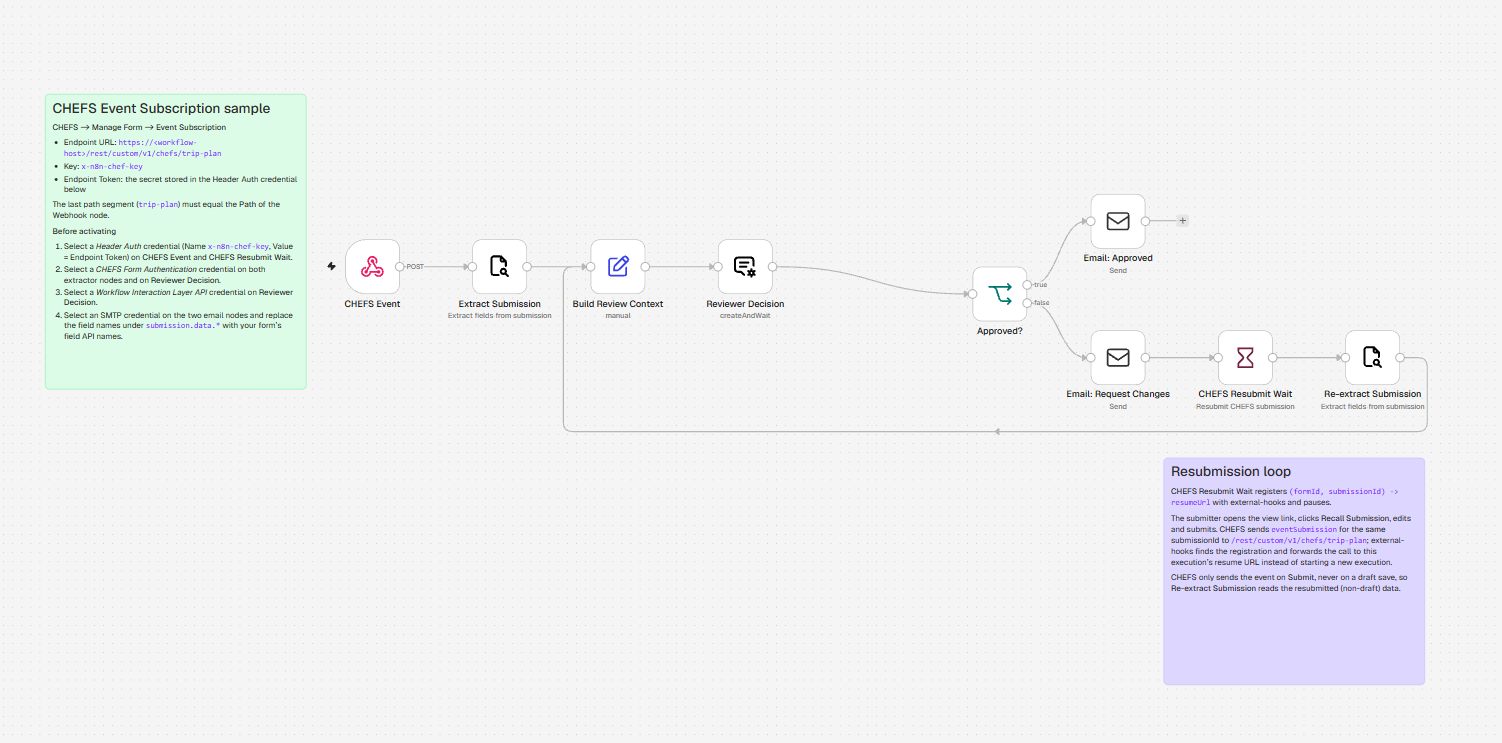 CHEFS Event Subscription sample
CHEFS → Manage Form → Event Subscription
• Endpoint URL: https://<workflow-
host>/rest/custom/v1/chefs/trip-plan
• Key: x-n8n-chef-key
• Endpoint Token: the secret stored in the Header Auth credential
below
The last path segment (trip-plan) must equal the Path of the
Webhook node.
Before activating
1. Select a Header Auth credential (Name x-n8n-chef-key, Value
= Endpoint Token) on CHEFS Event and CHEFS Resubmit Wait.
2. Select a CHEFS Form Authentication credential on both
extractor nodes and on Reviewer Decision.
3. Select a Workflow Interaction Layer API credential on Reviewer
Decision.
4. Select an SMTP credential on the two email nodes and replace
the field names under submission.data.* with your form's
field API names.
CHEFS Event
POST
Extract Submission
Extract fields from submission
Build Review Context
manual
Reviewer Decision
createAndWait
Approved?
true
false
Email: Approved
Send
+
Email: Request Changes
Send
CHEFS Resubmit Wait
Resubmit CHEFS submission
Re-extract Submission
Extract fields from submission
Resubmission loop
CHEFS Resubmit Wait registers (formId, submissionId) ->
resumeUrl with external-hooks and pauses.
The submitter opens the view link, clicks Recall Submission, edits
and submits. CHEFS sends eventSubmission for the same
submissionId to /rest/custom/v1/chefs/trip-plan; external-
hooks finds the registration and forwards the call to this
execution's resume URL instead of starting a new execution.
CHEFS only sends the event on Submit, never on a draft save, so
Re-extract Submission reads the resubmitted (non-draft) data.